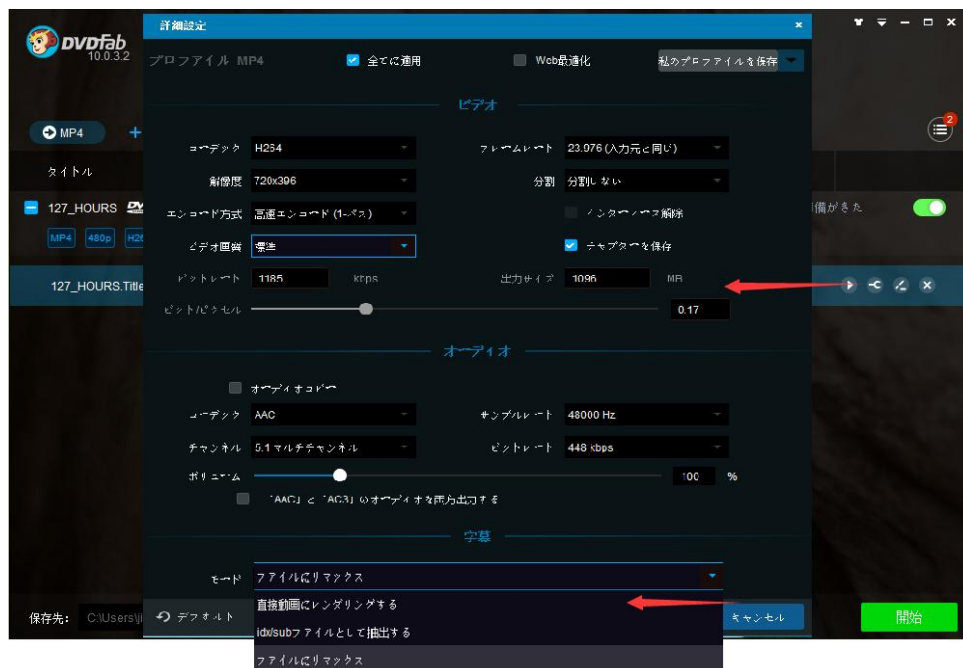 詳細設定
DVDFab
10.0.3.2
プロファイル MP4 全てに適用 Web最適化 私のプロファイルを保存
ビデオ
MP4 2
コーデック H264 フレームレート 23.976 (入力元と同じ)
タイトル
解像度 720x396 分割 分割しない
127_HOURS エンコード方式 高速エンコード (1-パス) インターレース解除 備ができた
MP4 480p H26 ビデオ画質 標準 チャプターを保存
127_HOURS.Title ビットレート 1185 kbps 出力サイズ 1096 MB
ビット/ピクセル 0.17
オーディオ
オーディオコピー
コーデック AAC サンプルレート 48000 Hz
チャンネル 5.1 マルチチャンネル ビットレート 448 kbps
ボリューム 100 %
「AAC」と「AC3」のオーディオを両方出力する
字幕
モード ファイルにリマックス
直接動画にレンダリングする
保存先: C:\Users\ji デフォルト キャンセル 開始
idx/subファイルとして抽出する
ファイルにリマックス